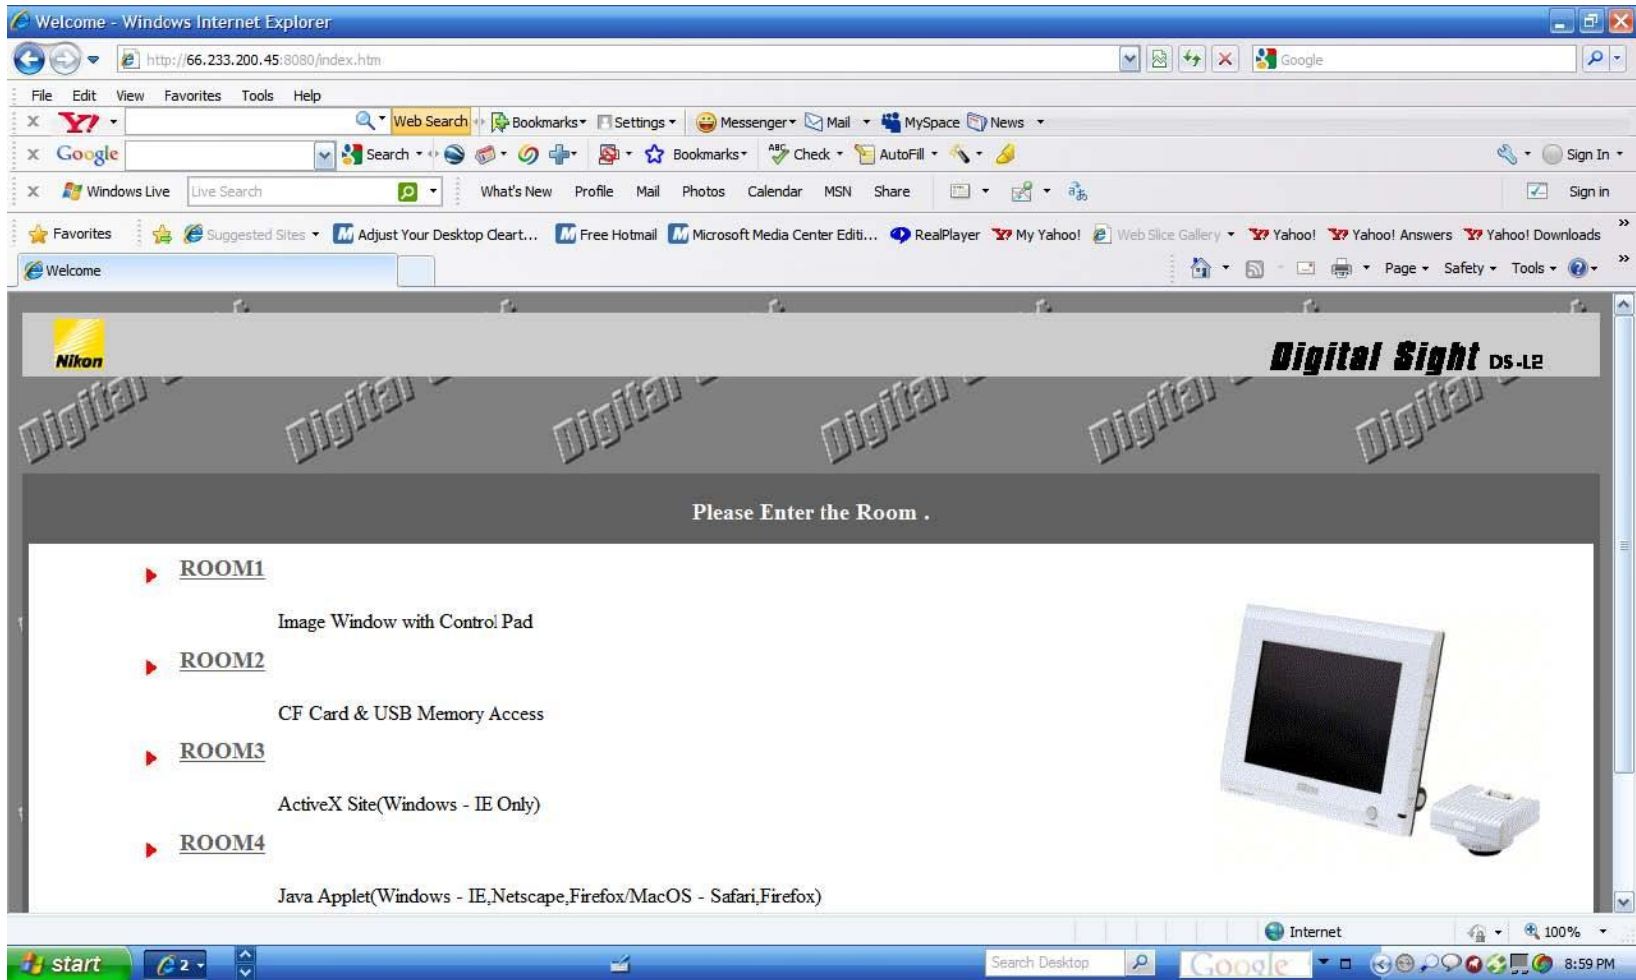 Welcome - Windows Internet Explorer
http://66.233.200.45:8080/index.htm Google
File Edit View Favorites Tools Help
X Y! Web Search Bookmarks Settings Messenger Mail MySpace News
X Google Search Bookmarks ABC Check AutoFill Sign In
X Windows Live Live Search What's New Profile Mail Photos Calendar MSN Share Sign in
Favorites Suggested Sites Adjust Your Desktop Cleart... Free Hotmail Microsoft Media Center Editi... RealPlayer My Yahoo! Web Slice Gallery Yahoo! Yahoo! Answers Yahoo! Downloads »
Welcome Page Safety Tools »
Nikon Digital Sight DS-L2
Digital Digital Digital Digital Digital Digital
Please Enter the Room .
ROOM1
Image Window with Control Pad
ROOM2
CF Card & USB Memory Access
ROOM3
ActiveX Site(Windows - IE Only)
ROOM4
Java Applet(Windows - IE,Netscape,Firefox/MacOS - Safari,Firefox)
Internet 100%
start 2 Search Desktop Google 8:59 PM